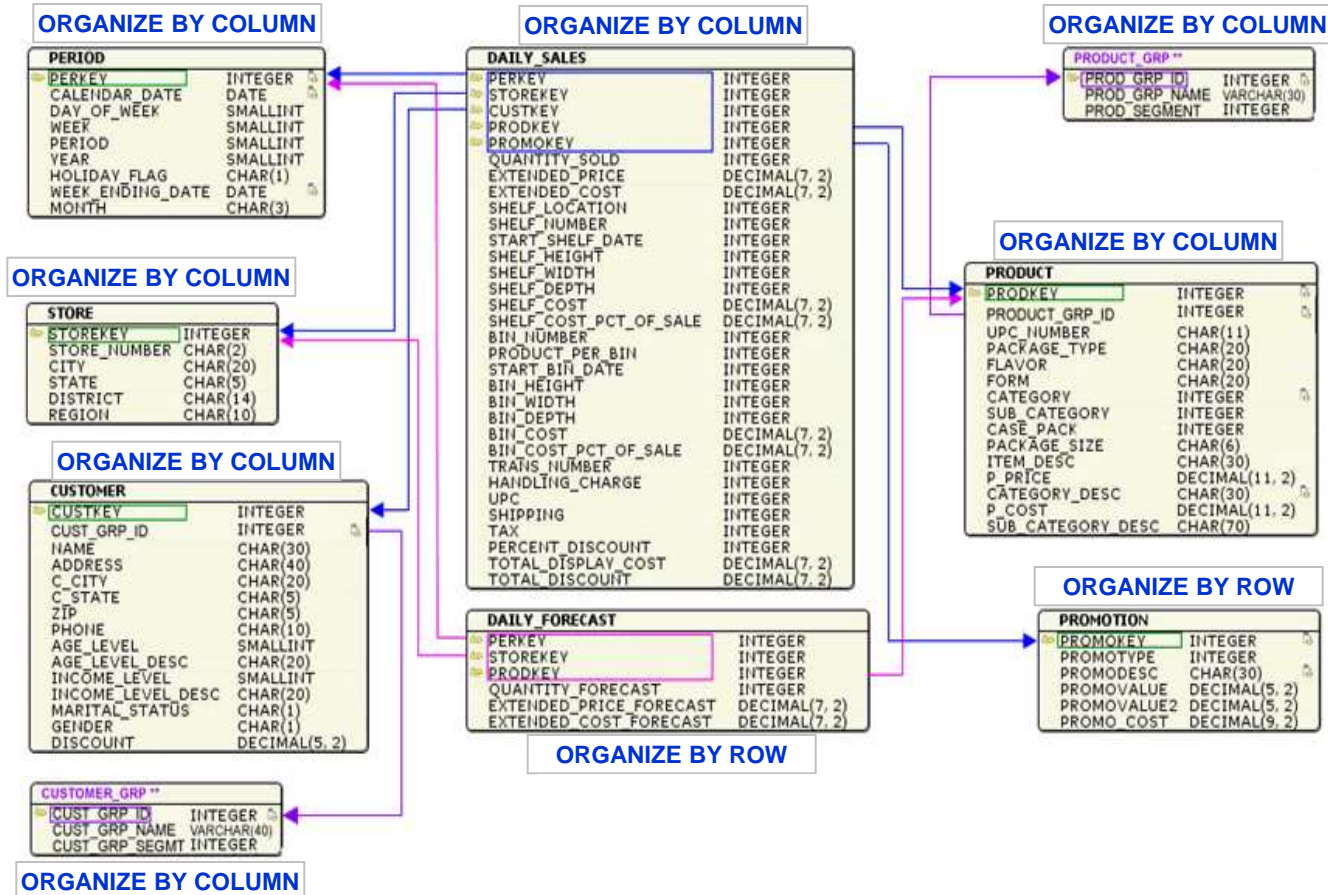 ORGANIZE BY COLUMN
PERIOD
PERKEY INTEGER
CALENDAR_DATE DATE
DAY_OF_WEEK SMALLINT
WEEK SMALLINT
PERIOD SMALLINT
YEAR SMALLINT
HOLIDAY_FLAG CHAR(1)
WEEK_ENDING_DATE DATE
MONTH CHAR(3)
ORGANIZE BY COLUMN
STORE
STOREKEY INTEGER
STORE_NUMBER CHAR(2)
CITY CHAR(20)
STATE CHAR(5)
DISTRICT CHAR(14)
REGION CHAR(10)
ORGANIZE BY COLUMN
CUSTOMER
CUSTKEY INTEGER
CUST_GRP_ID INTEGER
NAME CHAR(30)
ADDRESS CHAR(40)
C_CITY CHAR(20)
C_STATE CHAR(5)
ZIP CHAR(5)
PHONE CHAR(10)
AGE_LEVEL SMALLINT
AGE_LEVEL_DESC CHAR(20)
INCOME_LEVEL SMALLINT
INCOME_LEVEL_DESC CHAR(20)
MARITAL_STATUS CHAR(1)
GENDER CHAR(1)
DISCOUNT DECIMAL(5, 2)
CUSTOMER_GRP **
CUST_GRP_ID INTEGER
CUST_GRP_NAME VARCHAR(40)
CUST_GRP_SEGMT INTEGER
ORGANIZE BY COLUMN
ORGANIZE BY COLUMN
DAILY_SALES
PERKEY INTEGER
STOREKEY INTEGER
CUSTKEY INTEGER
PRODKEY INTEGER
PROMOKEY INTEGER
QUANTITY_SOLD INTEGER
EXTENDED_PRICE DECIMAL(7, 2)
EXTENDED_COST DECIMAL(7, 2)
SHELF_LOCATION INTEGER
SHELF_NUMBER INTEGER
START_SHELF_DATE INTEGER
SHELF_HEIGHT INTEGER
SHELF_WIDTH INTEGER
SHELF_DEPTH INTEGER
SHELF_COST DECIMAL(7, 2)
SHELF_COST_PCT_OF_SALE DECIMAL(7, 2)
BIN_NUMBER INTEGER
PRODUCT_PER_BIN INTEGER
START_BIN_DATE INTEGER
BIN_HEIGHT INTEGER
BIN_WIDTH INTEGER
BIN_DEPTH INTEGER
BIN_COST DECIMAL(7, 2)
BIN_COST_PCT_OF_SALE DECIMAL(7, 2)
TRANS_NUMBER INTEGER
HANDLING_CHARGE INTEGER
UPC INTEGER
SHIPPING INTEGER
TAX INTEGER
PERCENT_DISCOUNT INTEGER
TOTAL_DISPLAY_COST DECIMAL(7, 2)
TOTAL_DISCOUNT DECIMAL(7, 2)
DAILY_FORECAST
PERKEY INTEGER
STOREKEY INTEGER
PRODKEY INTEGER
QUANTITY_FORECAST INTEGER
EXTENDED_PRICE_FORECAST DECIMAL(7, 2)
EXTENDED_COST_FORECAST DECIMAL(7, 2)
ORGANIZE BY ROW
ORGANIZE BY COLUMN
PRODUCT_GRP **
PROD_GRP_ID INTEGER
PROD_GRP_NAME VARCHAR(30)
PROD_SEGMENT INTEGER
ORGANIZE BY COLUMN
PRODUCT
PRODKEY INTEGER
PRODUCT_GRP_ID INTEGER
UPC_NUMBER CHAR(11)
PACKAGE_TYPE CHAR(20)
FLAVOR CHAR(20)
FORM CHAR(20)
CATEGORY INTEGER
SUB_CATEGORY INTEGER
CASE_PACK INTEGER
PACKAGE_SIZE CHAR(6)
ITEM_DESC CHAR(30)
P_PRICE DECIMAL(11, 2)
CATEGORY_DESC CHAR(30)
P_COST DECIMAL(11, 2)
SUB_CATEGORY_DESC CHAR(70)
ORGANIZE BY ROW
PROMOTION
PROMOKEY INTEGER
PROMOTYPE INTEGER
PROMODESC CHAR(30)
PROMOVALUE DECIMAL(5, 2)
PROMOVALUE2 DECIMAL(5, 2)
PROMO_COST DECIMAL(9, 2)